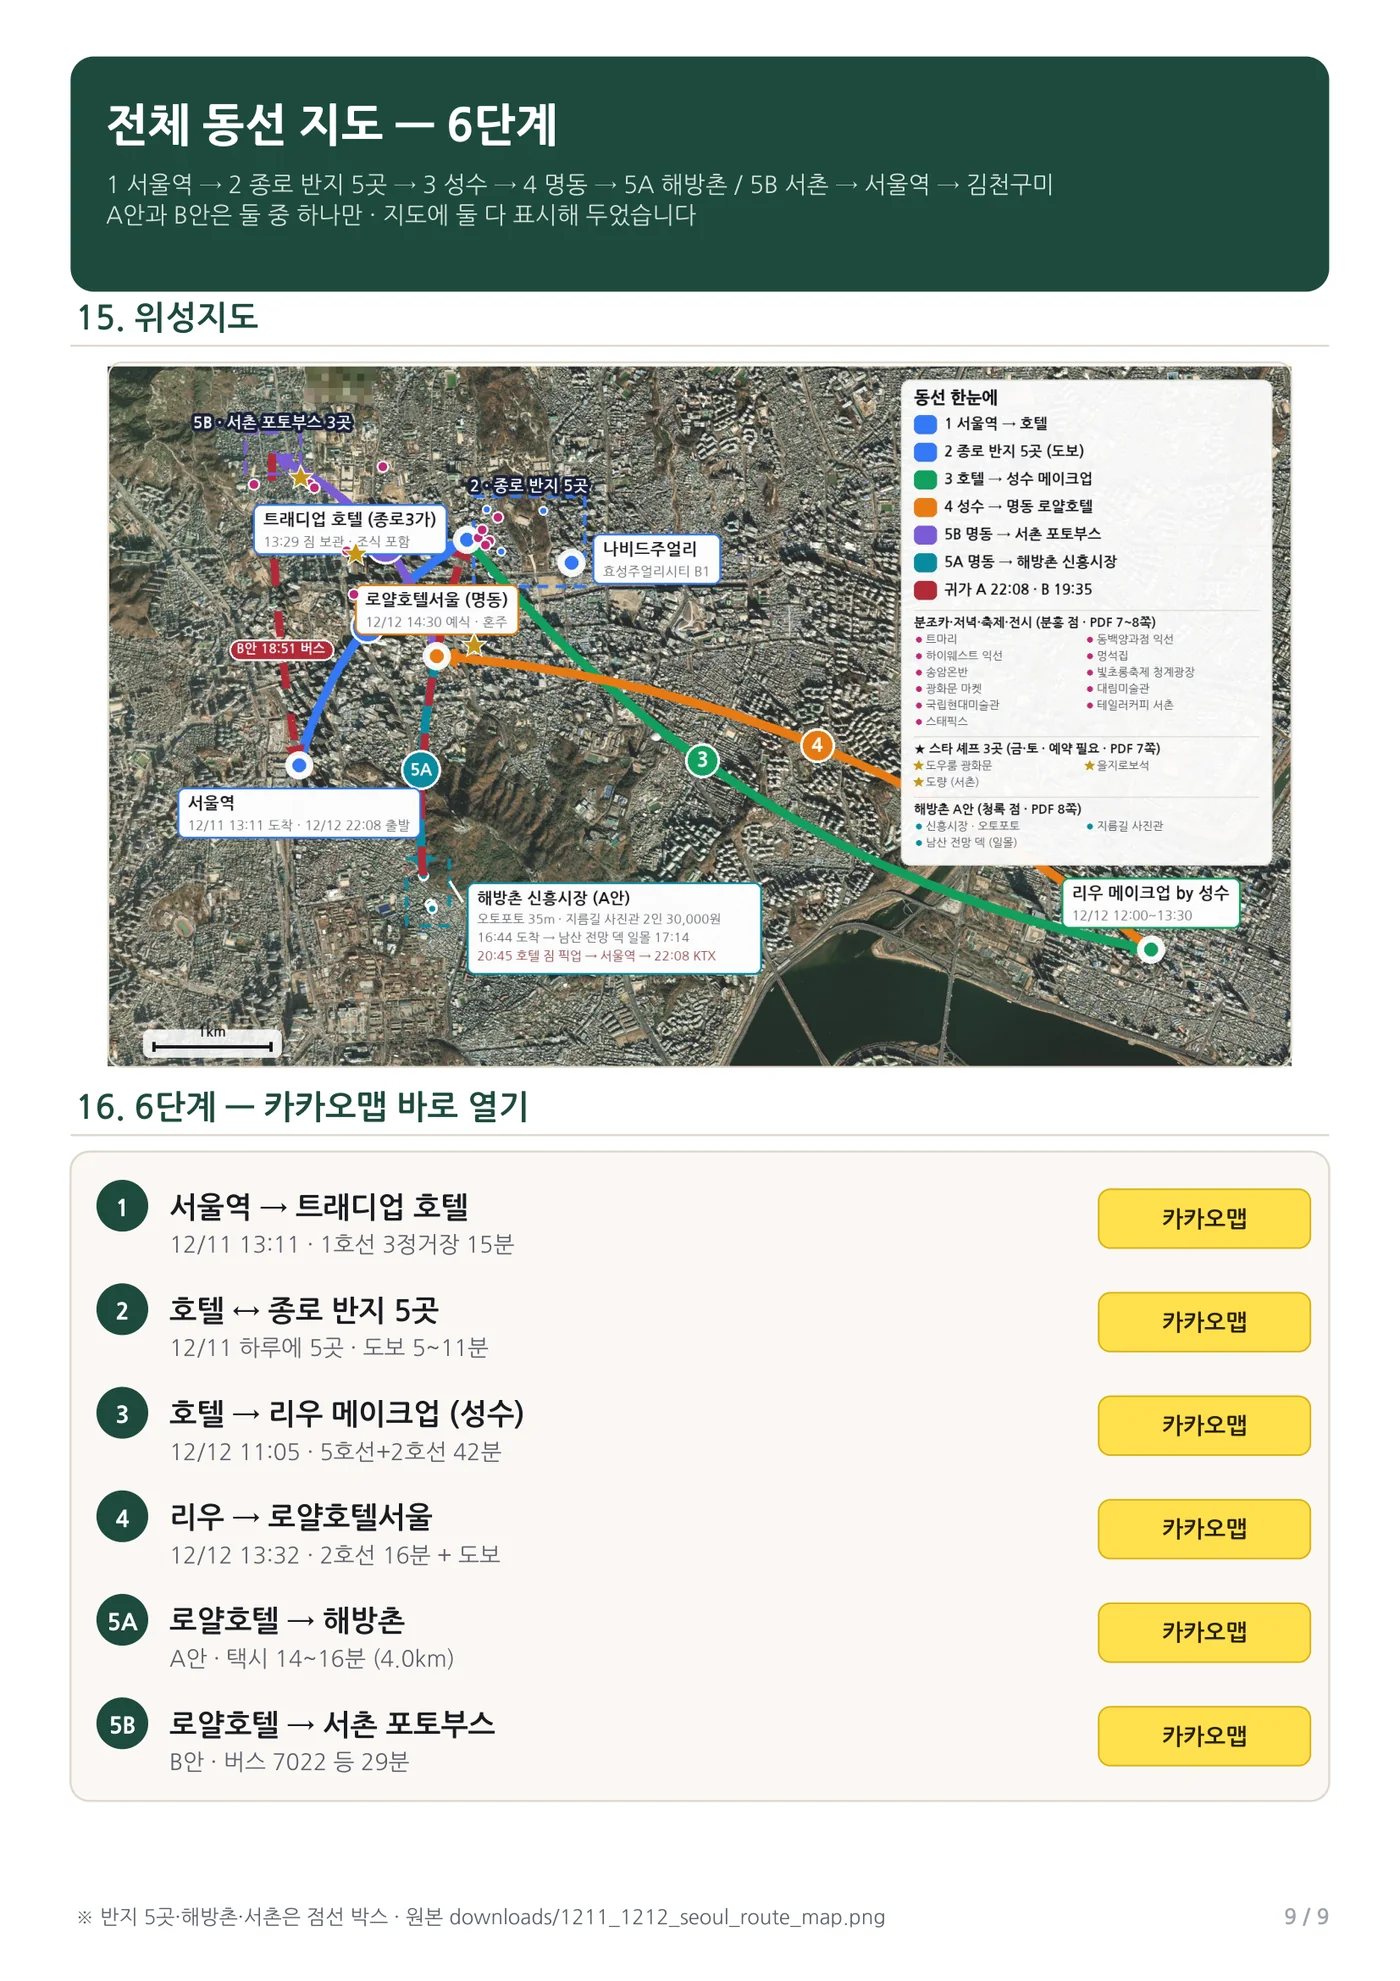 전체 동선 지도 — 6단계
1 서울역 → 2 종로 반지 5곳 → 3 성수 → 4 명동 → 5A 해방촌 / 5B 서촌 → 서울역 → 김천구미
A안과 B안은 둘 중 하나만 · 지도에 둘 다 표시해 두었습니다
15. 위성지도
5B · 서촌 포토부스 3곳
2 · 종로 반지 5곳
트래디업 호텔 (종로3가)
13:29 짐 보관 · 조식 포함
나비드주얼리
효성주얼리시티 B1
로얄호텔서울 (명동)
12/12 14:30 예식 · 혼주
B안 18:51 버스
5A
3
4
서울역
12/11 13:11 도착 · 12/12 22:08 출발
해방촌 신흥시장 (A안)
오토포토 35m · 지름길 사진관 2인 30,000원
16:44 도착 → 남산 전망 덱 일몰 17:14
20:45 호텔 짐 픽업 → 서울역 → 22:08 KTX
리우 메이크업 by 성수
12/12 12:00~13:30
1km
동선 한눈에
1 서울역 → 호텔
2 종로 반지 5곳 (도보)
3 호텔 → 성수 메이크업
4 성수 → 명동 로얄호텔
5B 명동 → 서촌 포토부스
5A 명동 → 해방촌 신흥시장
귀가 A 22:08 · B 19:35
분조카·저녁·축제·전시 (분홍 점 · PDF 7~8쪽)
트마리
동백양과점 익선
하이웨스트 익선
멍석집
송암온반
빛초롱축제 청계광장
광화문 마켓
대림미술관
국립현대미술관
테일러커피 서촌
스태픽스
★ 스타 셰프 3곳 (금·토 · 예약 필요 · PDF 7쪽)
도우룸 광화문
을지로보석
도량 (서촌)
해방촌 A안 (청록 점 · PDF 8쪽)
신흥시장 · 오토포토
지름길 사진관
남산 전망 덱 (일몰)
16. 6단계 — 카카오맵 바로 열기
1
서울역 → 트래디업 호텔
12/11 13:11 · 1호선 3정거장 15분
카카오맵
2
호텔 ↔ 종로 반지 5곳
12/11 하루에 5곳 · 도보 5~11분
카카오맵
3
호텔 → 리우 메이크업 (성수)
12/12 11:05 · 5호선+2호선 42분
카카오맵
4
리우 → 로얄호텔서울
12/12 13:32 · 2호선 16분 + 도보
카카오맵
5A
로얄호텔 → 해방촌
A안 · 택시 14~16분 (4.0km)
카카오맵
5B
로얄호텔 → 서촌 포토부스
B안 · 버스 7022 등 29분
카카오맵
※ 반지 5곳·해방촌·서촌은 점선 박스 · 원본 downloads/1211_1212_seoul_route_map.png
9 / 9